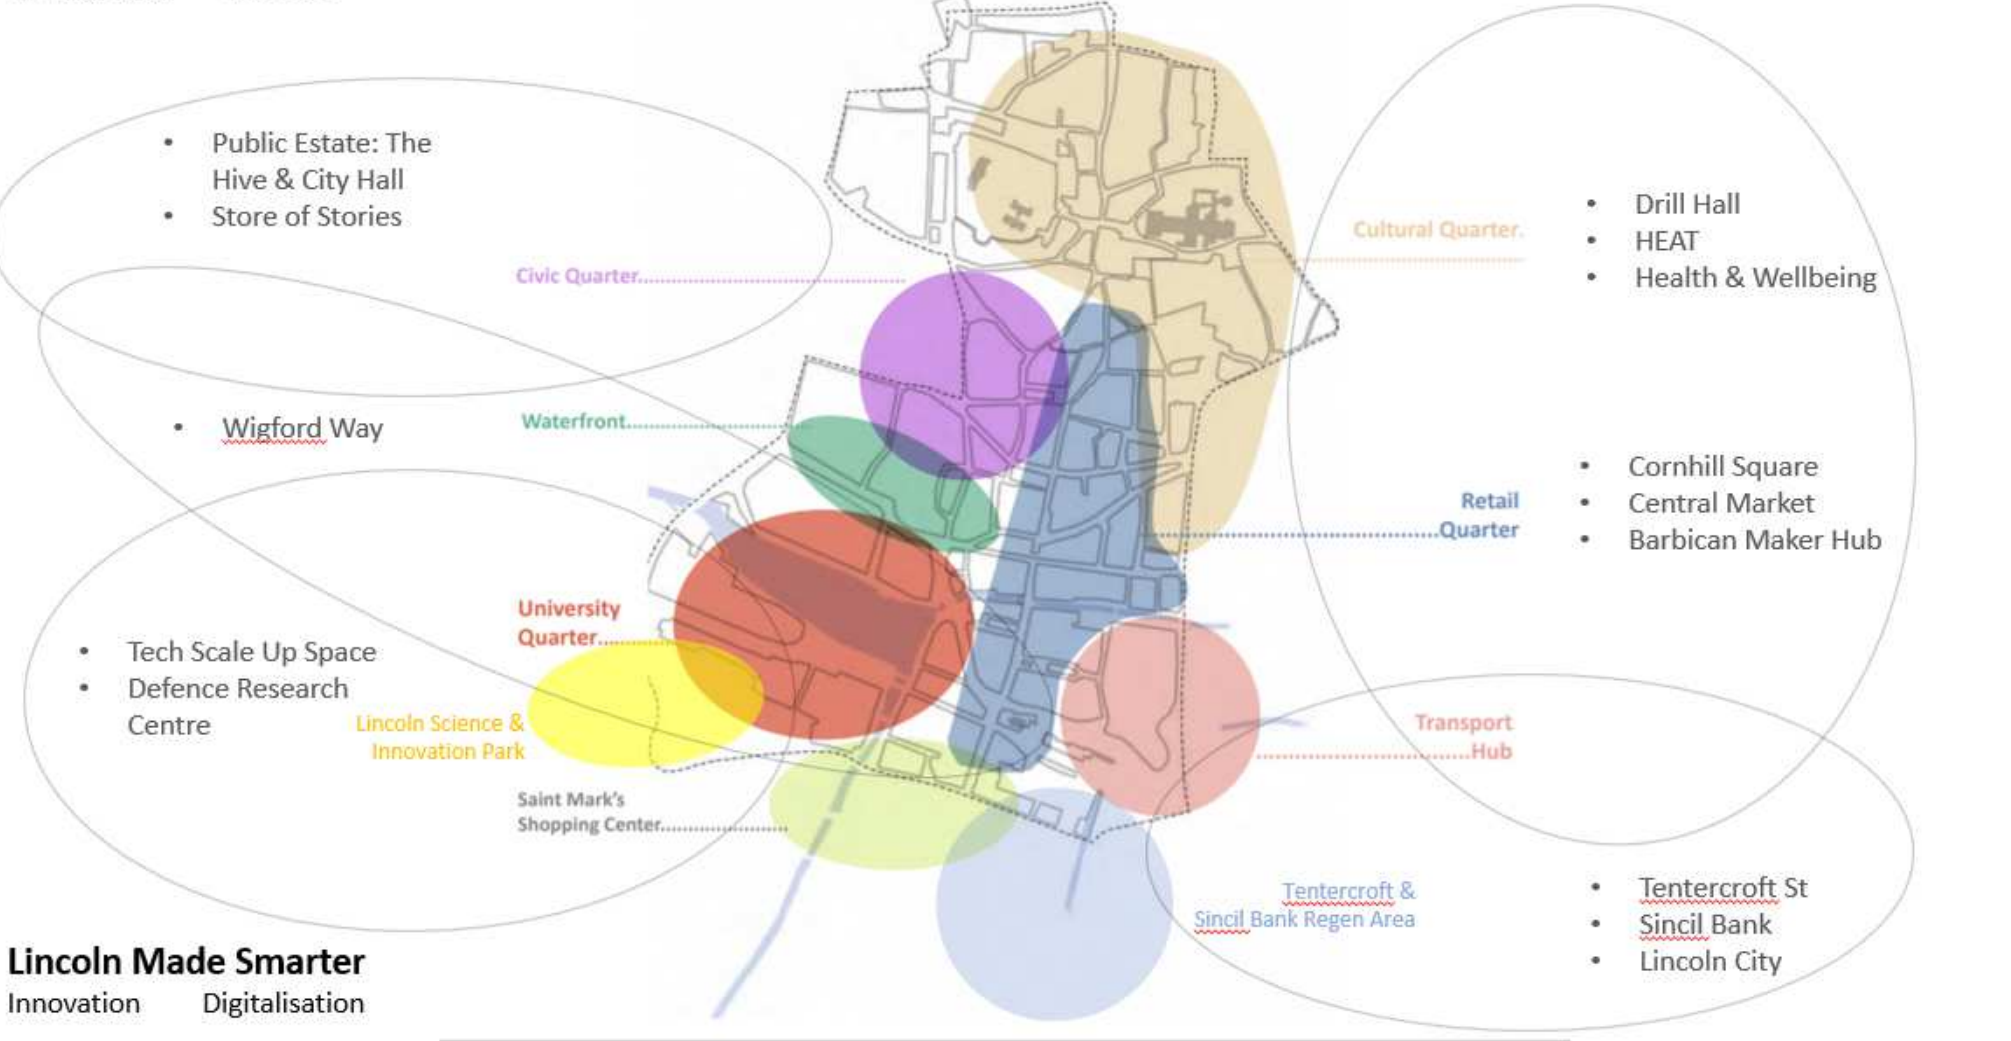 • Public Estate: The
Hive & City Hall
• Store of Stories
Civic Quarter
• Wigford Way
Waterfront
University
Quarter
• Tech Scale Up Space
• Defence Research
Centre
Lincoln Science &
Innovation Park
Saint Mark's
Shopping Center
Lincoln Made Smarter
Innovation Digitalisation
Cultural Quarter.
• Drill Hall
• HEAT
• Health & Wellbeing
Retail
Quarter
• Cornhill Square
• Central Market
• Barbican Maker Hub
Transport
Hub
Tentercroft &
Sincil Bank Regen Area
• Tentercroft St
• Sincil Bank
• Lincoln City